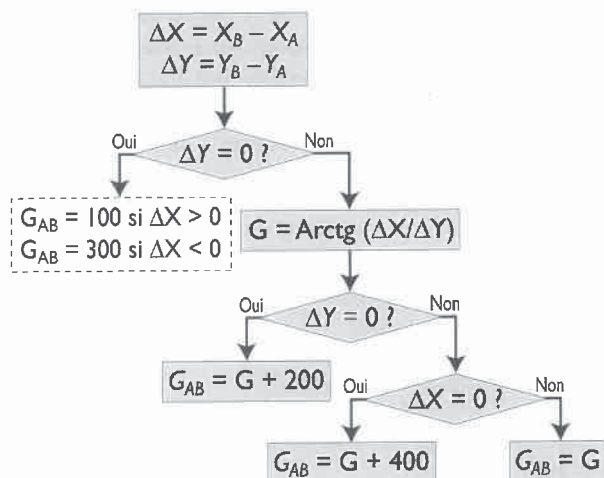 ΔX = X_B – X_A
ΔY = Y_B – Y_A
Oui
ΔY = 0 ?
Non
G_AB = 100 si ΔX > 0
G_AB = 300 si ΔX < 0
G = Arctg (ΔX/ΔY)
Oui
ΔY = 0 ?
Non
G_AB = G + 200
Oui
ΔX = 0 ?
Non
G_AB = G + 400
G_AB = G